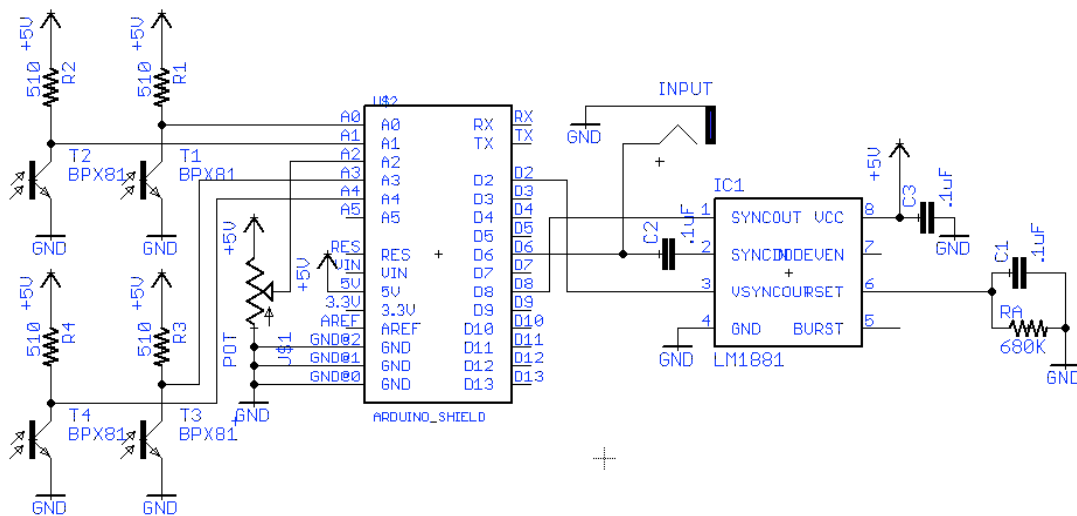 +5V
510
R2
+5V
510
R1
T2
BPX81
T1
BPX81
GND
GND
+5V
510
R4
+5V
510
R3
T4
BPX81
T3
BPX81
GND
GND
+5V
POT
J$1
GND
+5V
U$2
A0
A1
A2
A3
A4
A5
RES
VIN
5V
3.3V
AREF
GND@2
GND@1
GND@0
A0
A1
A2
A3
A4
A5
RES
VIN
5V
3.3V
AREF
GND
GND
GND
RX
TX
D2
D3
D4
D5
D6
D7
D8
D9
D10
D11
D12
D13
RX
TX
D2
D3
D4
D5
D6
D7
D8
D9
D10
D11
D12
D13
ARDUINO_SHIELD
INPUT
GND
C2
.1uF
IC1
1
2
3
4
SYNCOUT
VCC
VSYNCOUT
RSET
GND
BURST
8
7
6
5
LM1881
GND
+5V
C3
.1uF
GND
C1
.1uF
RA
680K
GND